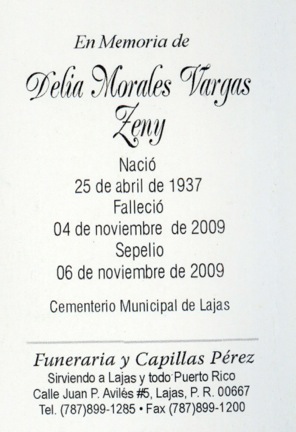 En Memoria de
Delia Morales Vargas
Zeny
Nació
25 de abril de 1937
Falleció
04 de noviembre de 2009
Sepelio
06 de noviembre de 2009
Cementerio Municipal de Lajas
Funeraria y Capillas Pérez
Sirviendo a Lajas y todo Puerto Rico
Calle Juan P. Avilés #5, Lajas, P. R. 00667
Tel. (787)899-1285 • Fax (787)899-1200